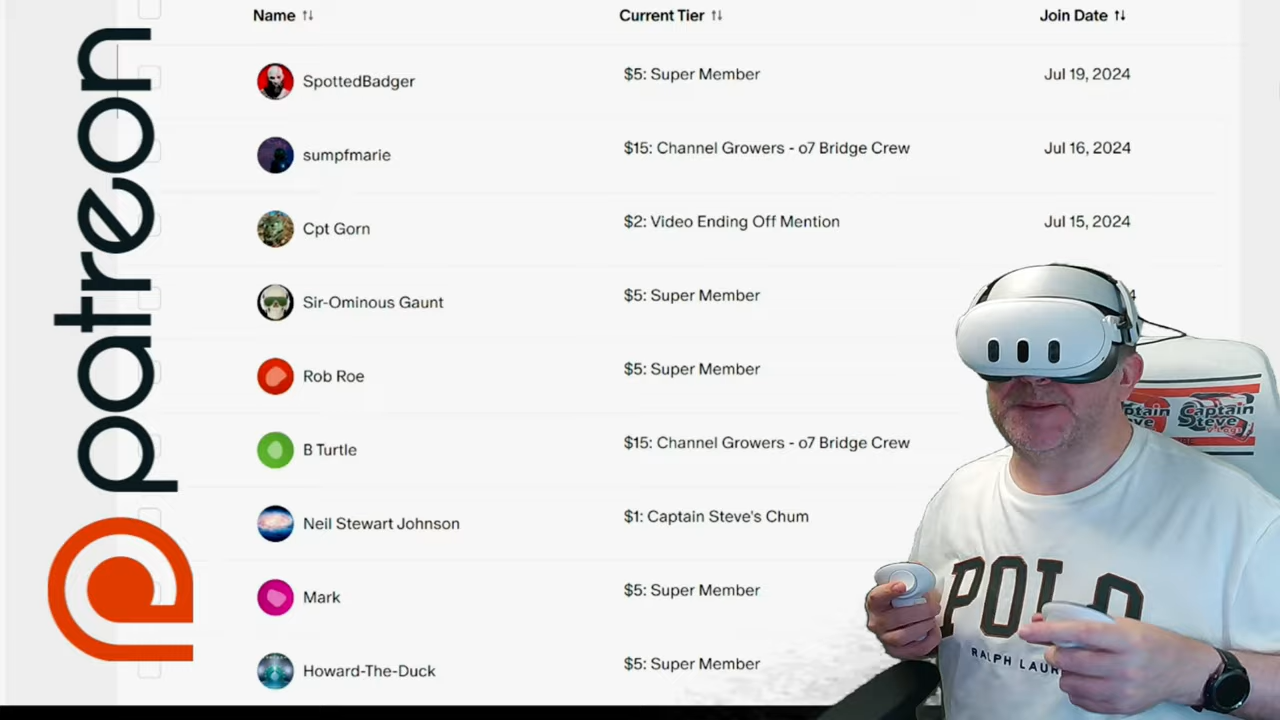 Name
Current Tier
Join Date
SpottedBadger
$5: Super Member
Jul 19, 2024
sumpfmarie
$15: Channel Growers - o7 Bridge Crew
Jul 16, 2024
Cpt Gorn
$2: Video Ending Off Mention
Jul 15, 2024
Sir-Ominous Gaunt
$5: Super Member
4
Rob Roe
$5: Super Member
B Turtle
$15: Channel Growers - o7 Bridge Crew
Neil Stewart Johnson
$1: Captain Steve's Chum
Mark
$5: Super Member
Howard-The-Duck
$5: Super Member
patreon
Captain
Steve
POLO
RALPH LAUR